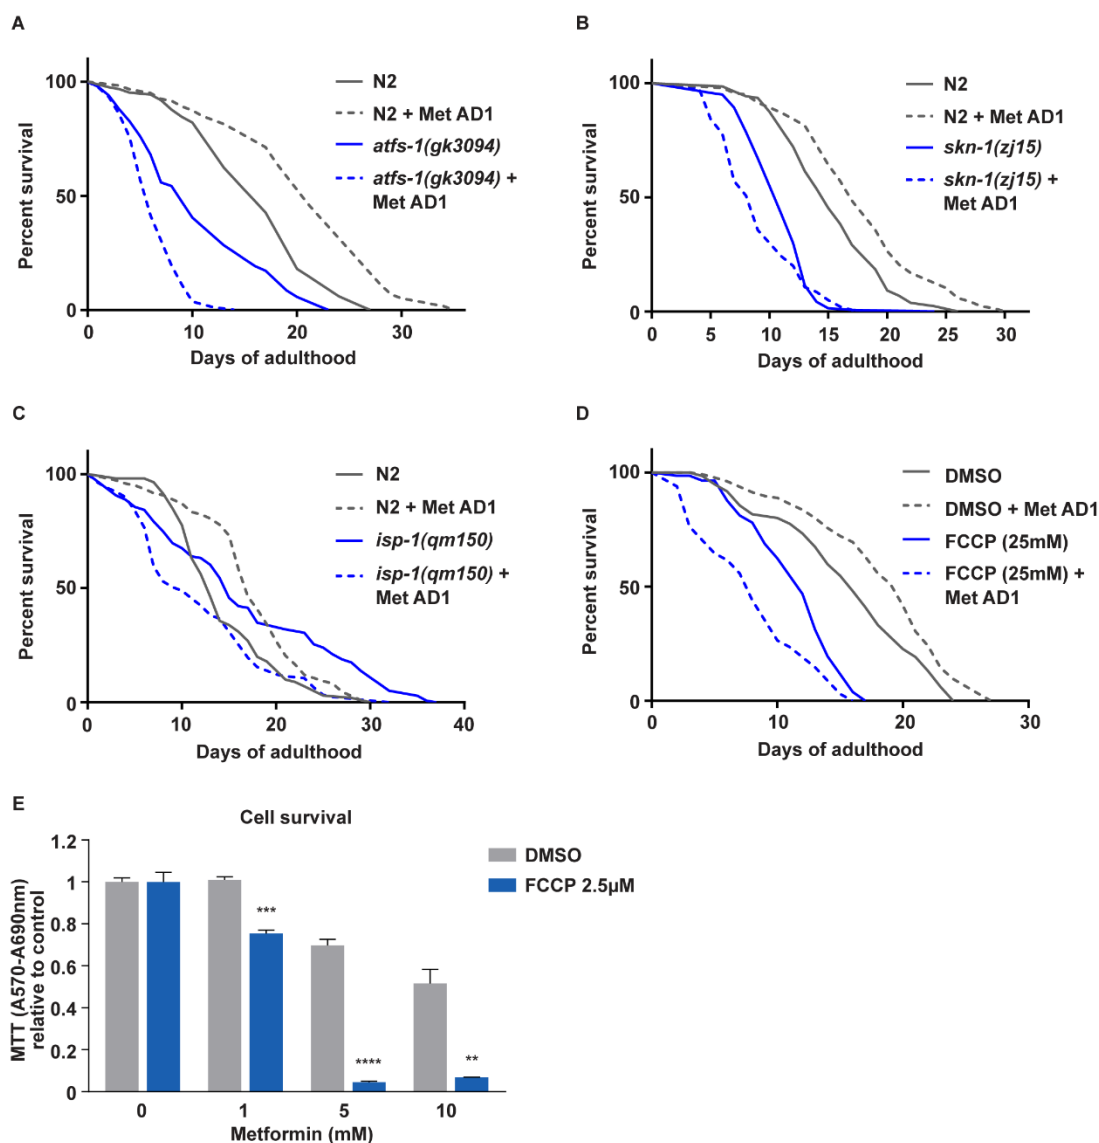 A
100
50
0
0
10
20
30
Percent survival
Days of adulthood
N2
N2 + Met AD1
atfs-1(gk3094)
atfs-1(gk3094) +
Met AD1
B
100
50
0
0
5
10
15
20
25
30
Percent survival
Days of adulthood
N2
N2 + Met AD1
skn-1(zj15)
skn-1(zj15) +
Met AD1
C
100
50
0
0
10
20
30
40
Percent survival
Days of adulthood
N2
N2 + Met AD1
isp-1(qm150)
isp-1(qm150) +
Met AD1
D
100
50
0
0
10
20
30
Percent survival
Days of adulthood
DMSO
DMSO + Met AD1
FCCP (25mM)
FCCP (25mM) +
Met AD1
E
Cell survival
1.2
1
0.8
0.6
0.4
0.2
0
MTT (A570-A690nm)
relative to control
***
****
**
0
1
5
10
Metformin (mM)
DMSO
FCCP 2.5µM